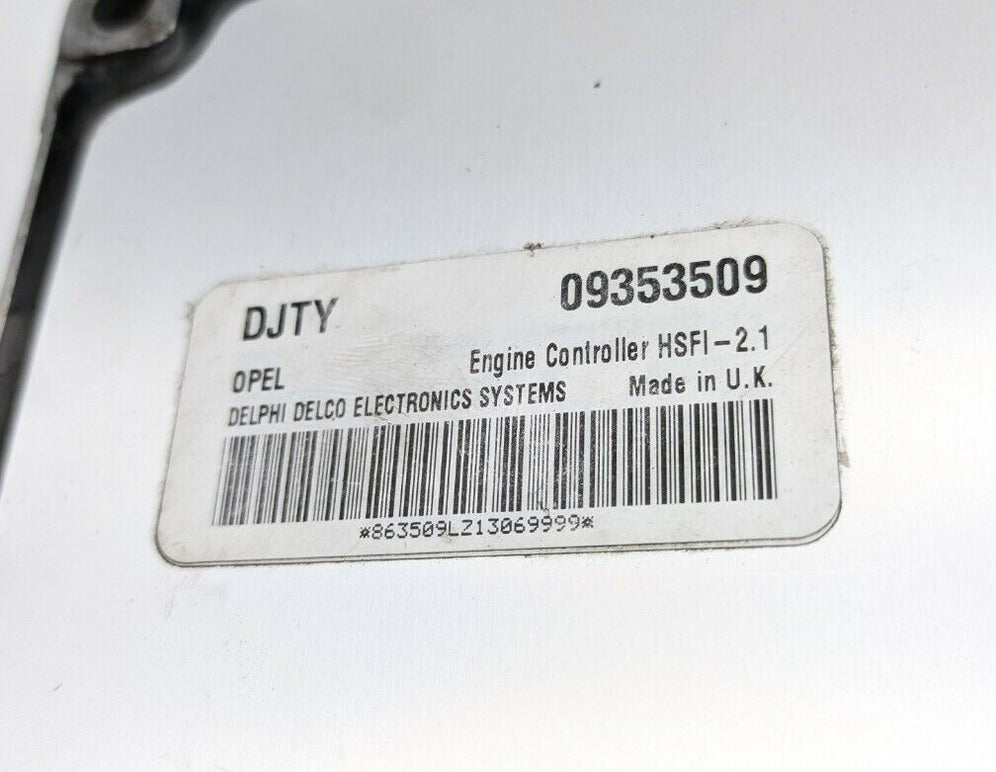 DJTY 09353509
Engine Controller HSFI-2.1
OPEL
Made in U.K.
DELPHI DELCO ELECTRONICS SYSTEMS
*863509LZ13069999*